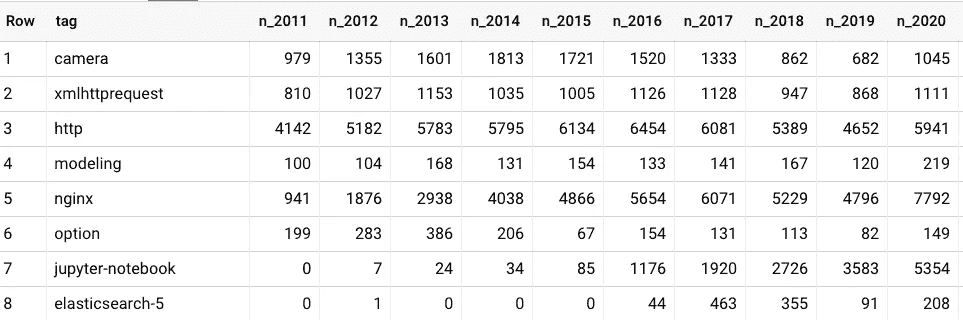 Row tag n_2011 n_2012 n_2013 n_2014 n_2015 n_2016 n_2017 n_2018 n_2019 n_2020
1 camera 979 1355 1601 1813 1721 1520 1333 862 682 1045
2 xmlhttprequest 810 1027 1153 1035 1005 1126 1128 947 868 1111
3 http 4142 5182 5783 5795 6134 6454 6081 5389 4652 5941
4 modeling 100 104 168 131 154 133 141 167 120 219
5 nginx 941 1876 2938 4038 4866 5654 6071 5229 4796 7792
6 option 199 283 386 206 67 154 131 113 82 149
7 jupyter-notebook 0 7 24 34 85 1176 1920 2726 3583 5354
8 elasticsearch-5 0 1 0 0 0 44 463 355 91 208